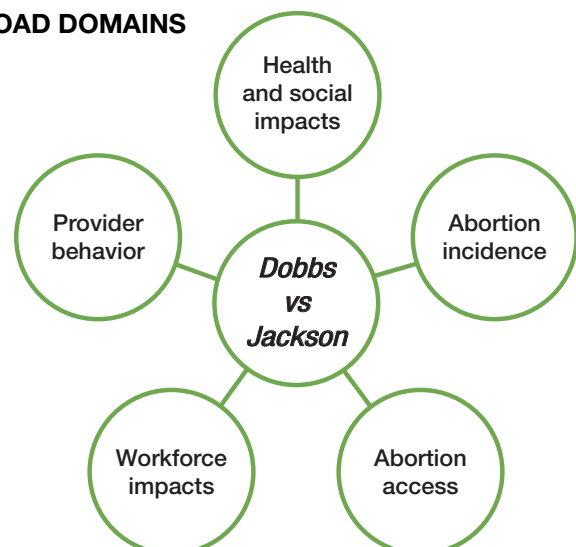 OAD DOMAINS
Health
and social
impacts
Provider
behavior
Abortion
incidence
Dobbs
vs
Jackson
Workforce
impacts
Abortion
access